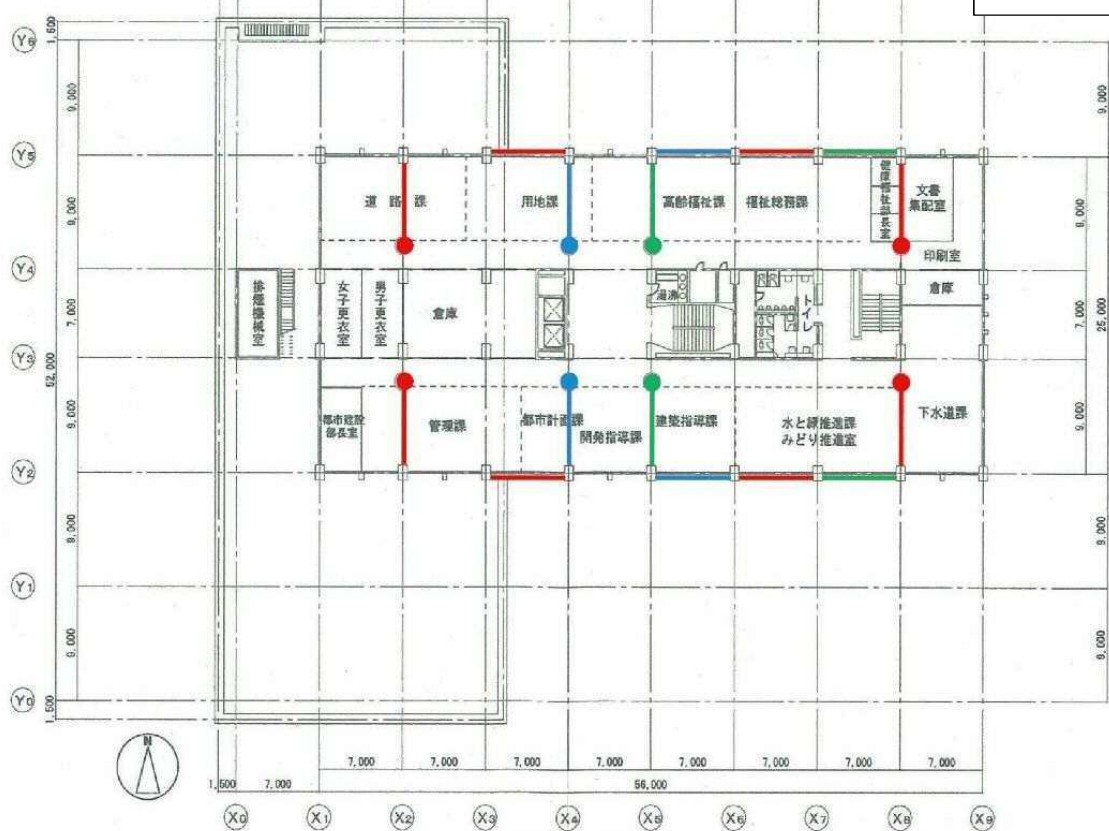 Y6
1,500
9,000
9,000
Y5
道路課
用地課
高齢福祉課
福祉総務課
健康福祉部長室
文書
集配室
9,000
9,000
印刷室
Y4
排煙機械室
女子更衣室
男子更衣室
倉庫
湯沸
トイレ
倉庫
7,000
7,000
25,000
Y3
52,000
都市建設
部長室
管理課
都市計画課
開発指導課
建築指導課
水と緑推進課
みどり推進室
下水道課
9,000
9,000
Y2
9,000
9,000
Y1
9,000
9,000
Y0
1,500
N
7,000
7,000
7,000
7,000
7,000
7,000
7,000
7,000
1,500
7,000
56,000
X0
X1
X2
X3
X4
X5
X6
X7
X8
X9